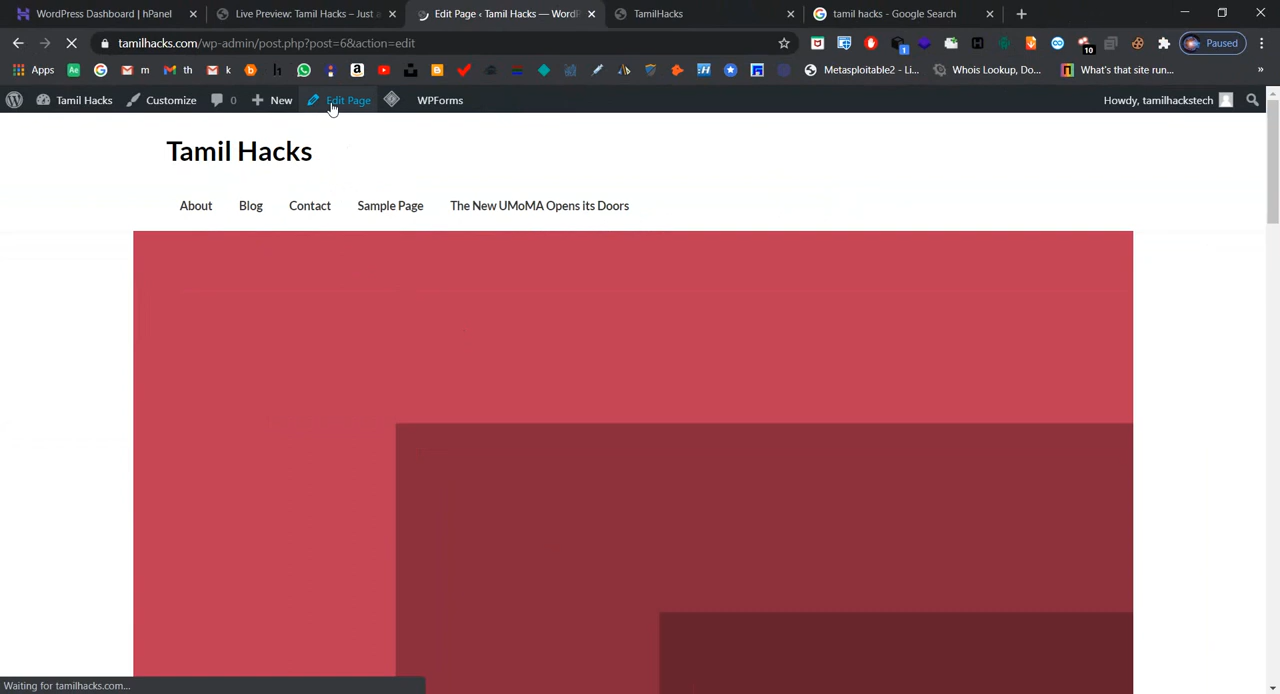 WordPress Dashboard | hPanel
Live Preview: Tamil Hacks – Just a
Edit Page ‹ Tamil Hacks — WordP
TamilHacks
tamil hacks - Google Search
tamilhacks.com/wp-admin/post.php?post=6&action=edit
1
10
Paused
Apps
m
th
k
Metasploitable2 - Li...
Whois Lookup, Do...
What's that site run...
»
Tamil Hacks
Customize
0
New
Edit Page
WPForms
Howdy, tamilhackstech
Tamil Hacks
About
Blog
Contact
Sample Page
The New UMoMA Opens its Doors
Waiting for tamilhacks.com...